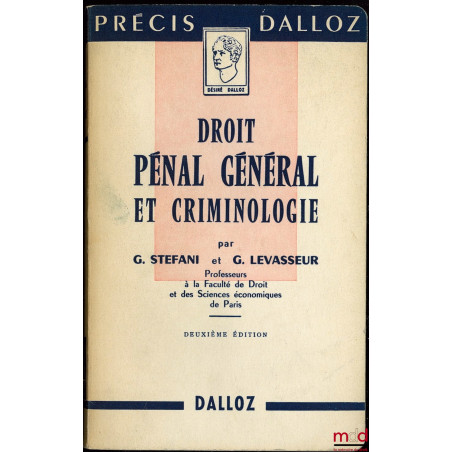 PRÉCIS DALLOZ
DÉSIRÉ DALLOZ
DROIT
PÉNAL GÉNÉRAL
ET CRIMINOLOGIE
par
G. STEFANI et G. LEVASSEUR
Professeurs
à la Faculté de Droit
et des Sciences économiques
de Paris
DEUXIÈME ÉDITION
DALLOZ